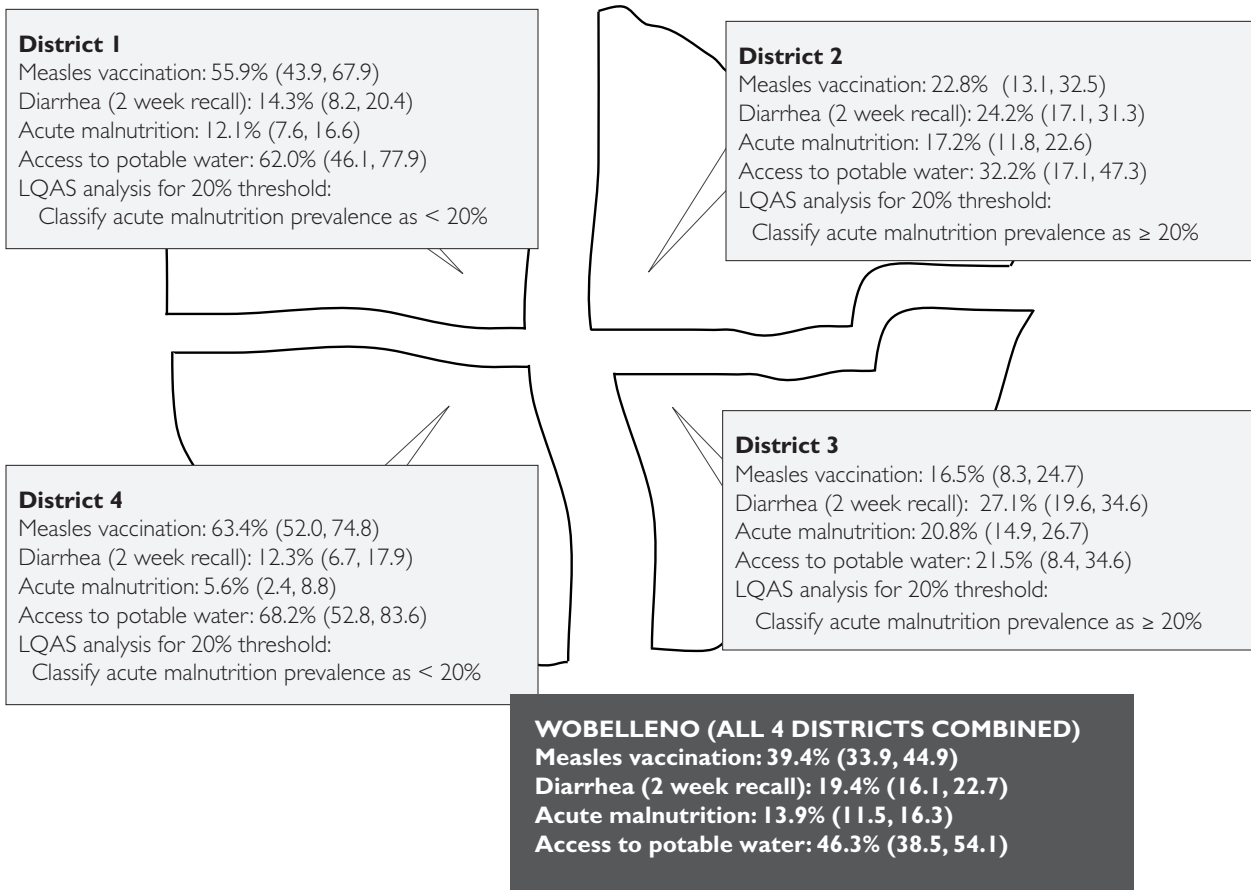 District 1
Measles vaccination: 55.9% (43.9, 67.9)
Diarrhea (2 week recall): 14.3% (8.2, 20.4)
Acute malnutrition: 12.1% (7.6, 16.6)
Access to potable water: 62.0% (46.1, 77.9)
LQAS analysis for 20% threshold:
Classify acute malnutrition prevalence as < 20%
District 2
Measles vaccination: 22.8% (13.1, 32.5)
Diarrhea (2 week recall): 24.2% (17.1, 31.3)
Acute malnutrition: 17.2% (11.8, 22.6)
Access to potable water: 32.2% (17.1, 47.3)
LQAS analysis for 20% threshold:
Classify acute malnutrition prevalence as ≥ 20%
District 3
Measles vaccination: 16.5% (8.3, 24.7)
Diarrhea (2 week recall): 27.1% (19.6, 34.6)
Acute malnutrition: 20.8% (14.9, 26.7)
Access to potable water: 21.5% (8.4, 34.6)
LQAS analysis for 20% threshold:
Classify acute malnutrition prevalence as ≥ 20%
District 4
Measles vaccination: 63.4% (52.0, 74.8)
Diarrhea (2 week recall): 12.3% (6.7, 17.9)
Acute malnutrition: 5.6% (2.4, 8.8)
Access to potable water: 68.2% (52.8, 83.6)
LQAS analysis for 20% threshold:
Classify acute malnutrition prevalence as < 20%
WOBELLENO (ALL 4 DISTRICTS COMBINED)
Measles vaccination: 39.4% (33.9, 44.9)
Diarrhea (2 week recall): 19.4% (16.1, 22.7)
Acute malnutrition: 13.9% (11.5, 16.3)
Access to potable water: 46.3% (38.5, 54.1)